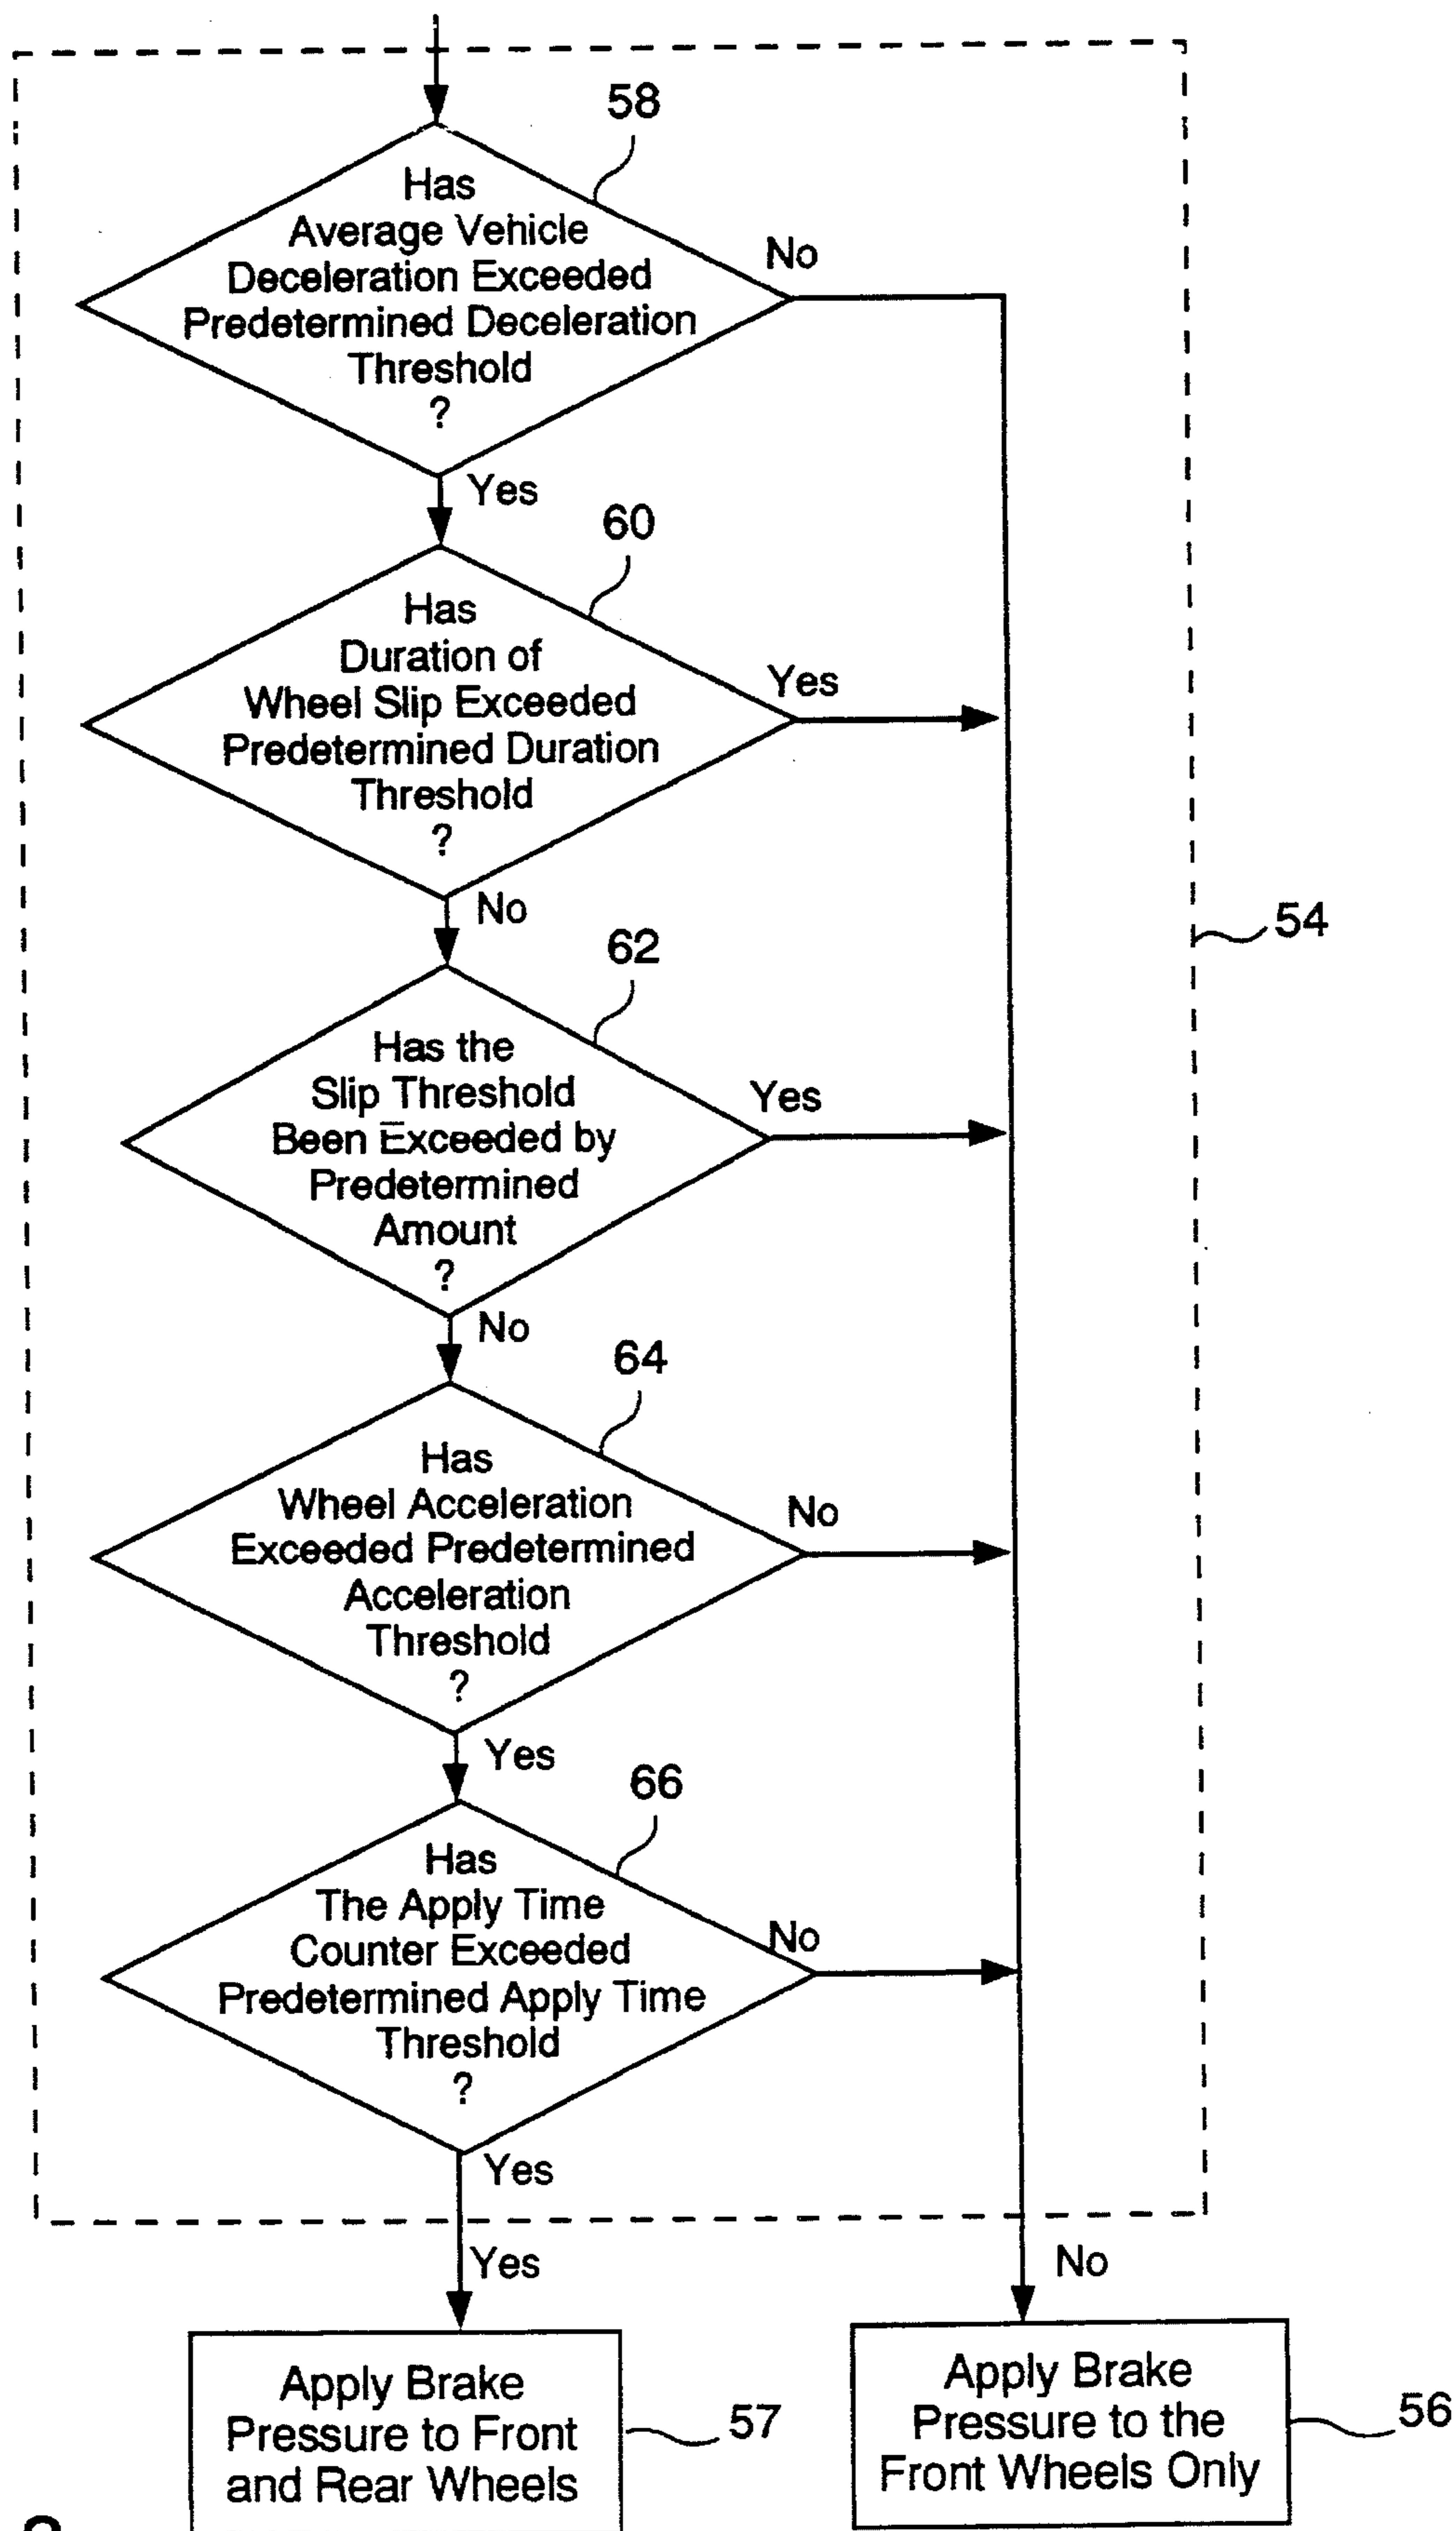 58
Has
Average Vehicle
Deceleration Exceeded
Predetermined Deceleration
Threshold
?
No
Yes
60
Has
Duration of
Wheel Slip Exceeded
Predetermined Duration
Threshold
?
Yes
No
54
62
Has the
Slip Threshold
Been Exceeded by
Predetermined
Amount
?
Yes
No
64
Has
Wheel Acceleration
Exceeded Predetermined
Acceleration
Threshold
?
No
Yes
66
Has
The Apply Time
Counter Exceeded
Predetermined Apply Time
Threshold
?
No
Yes
Yes
No
Apply Brake
Pressure to Front
and Rear Wheels
57
Apply Brake
Pressure to the
Front Wheels Only
56